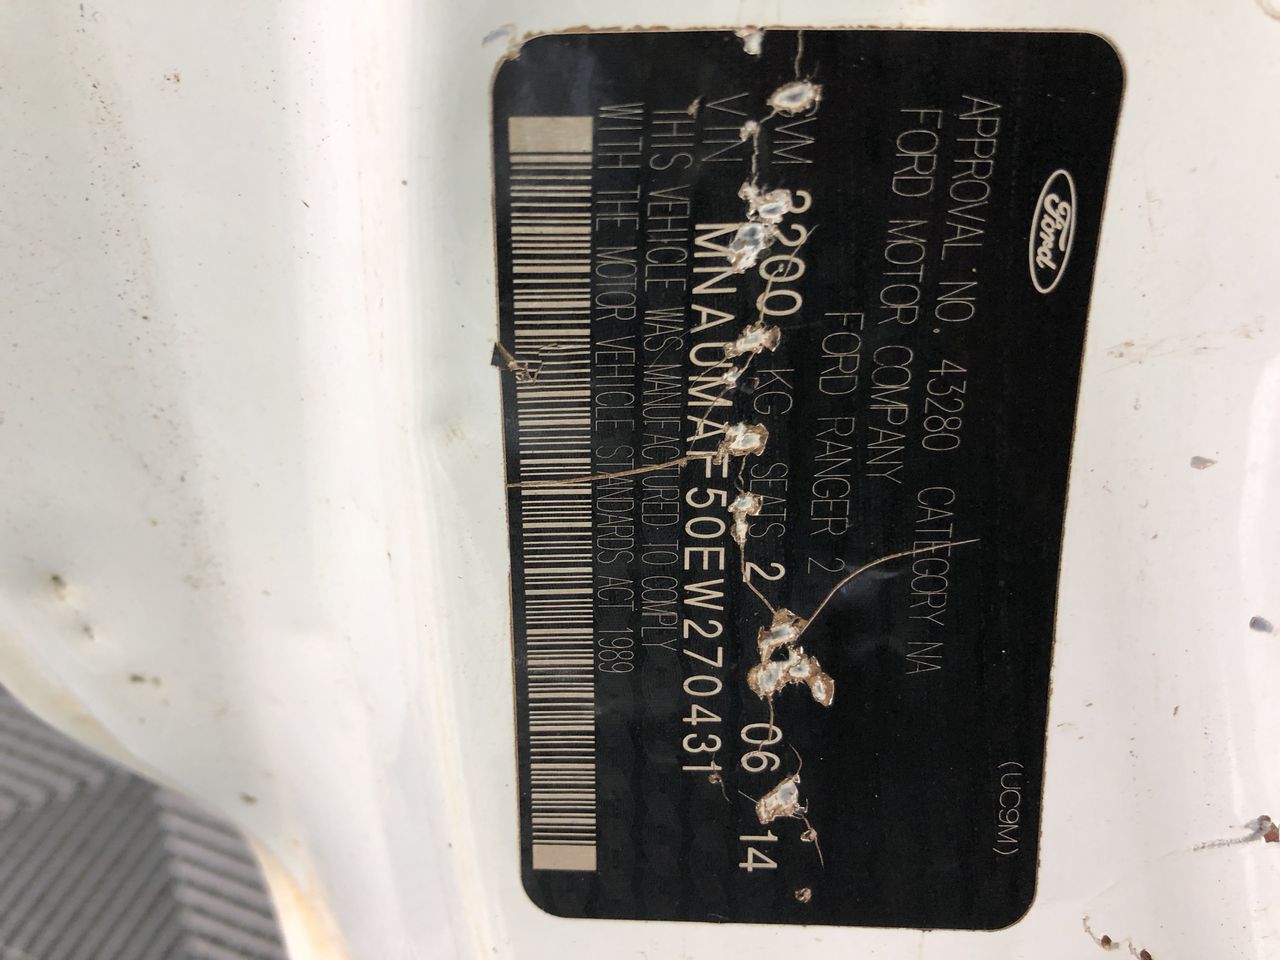 Ford
(UC9M)
APPROVAL NO. 43280 CATEGORY NA
FORD MOTOR COMPANY
FORD RANGER 2
GVM 3200 KG SEATS 2 06/14
VIN MNAUMAF50EW270431
THIS VEHICLE WAS MANUFACTURED TO COMPLY
WITH THE MOTOR VEHICLE STANDARDS ACT 1989